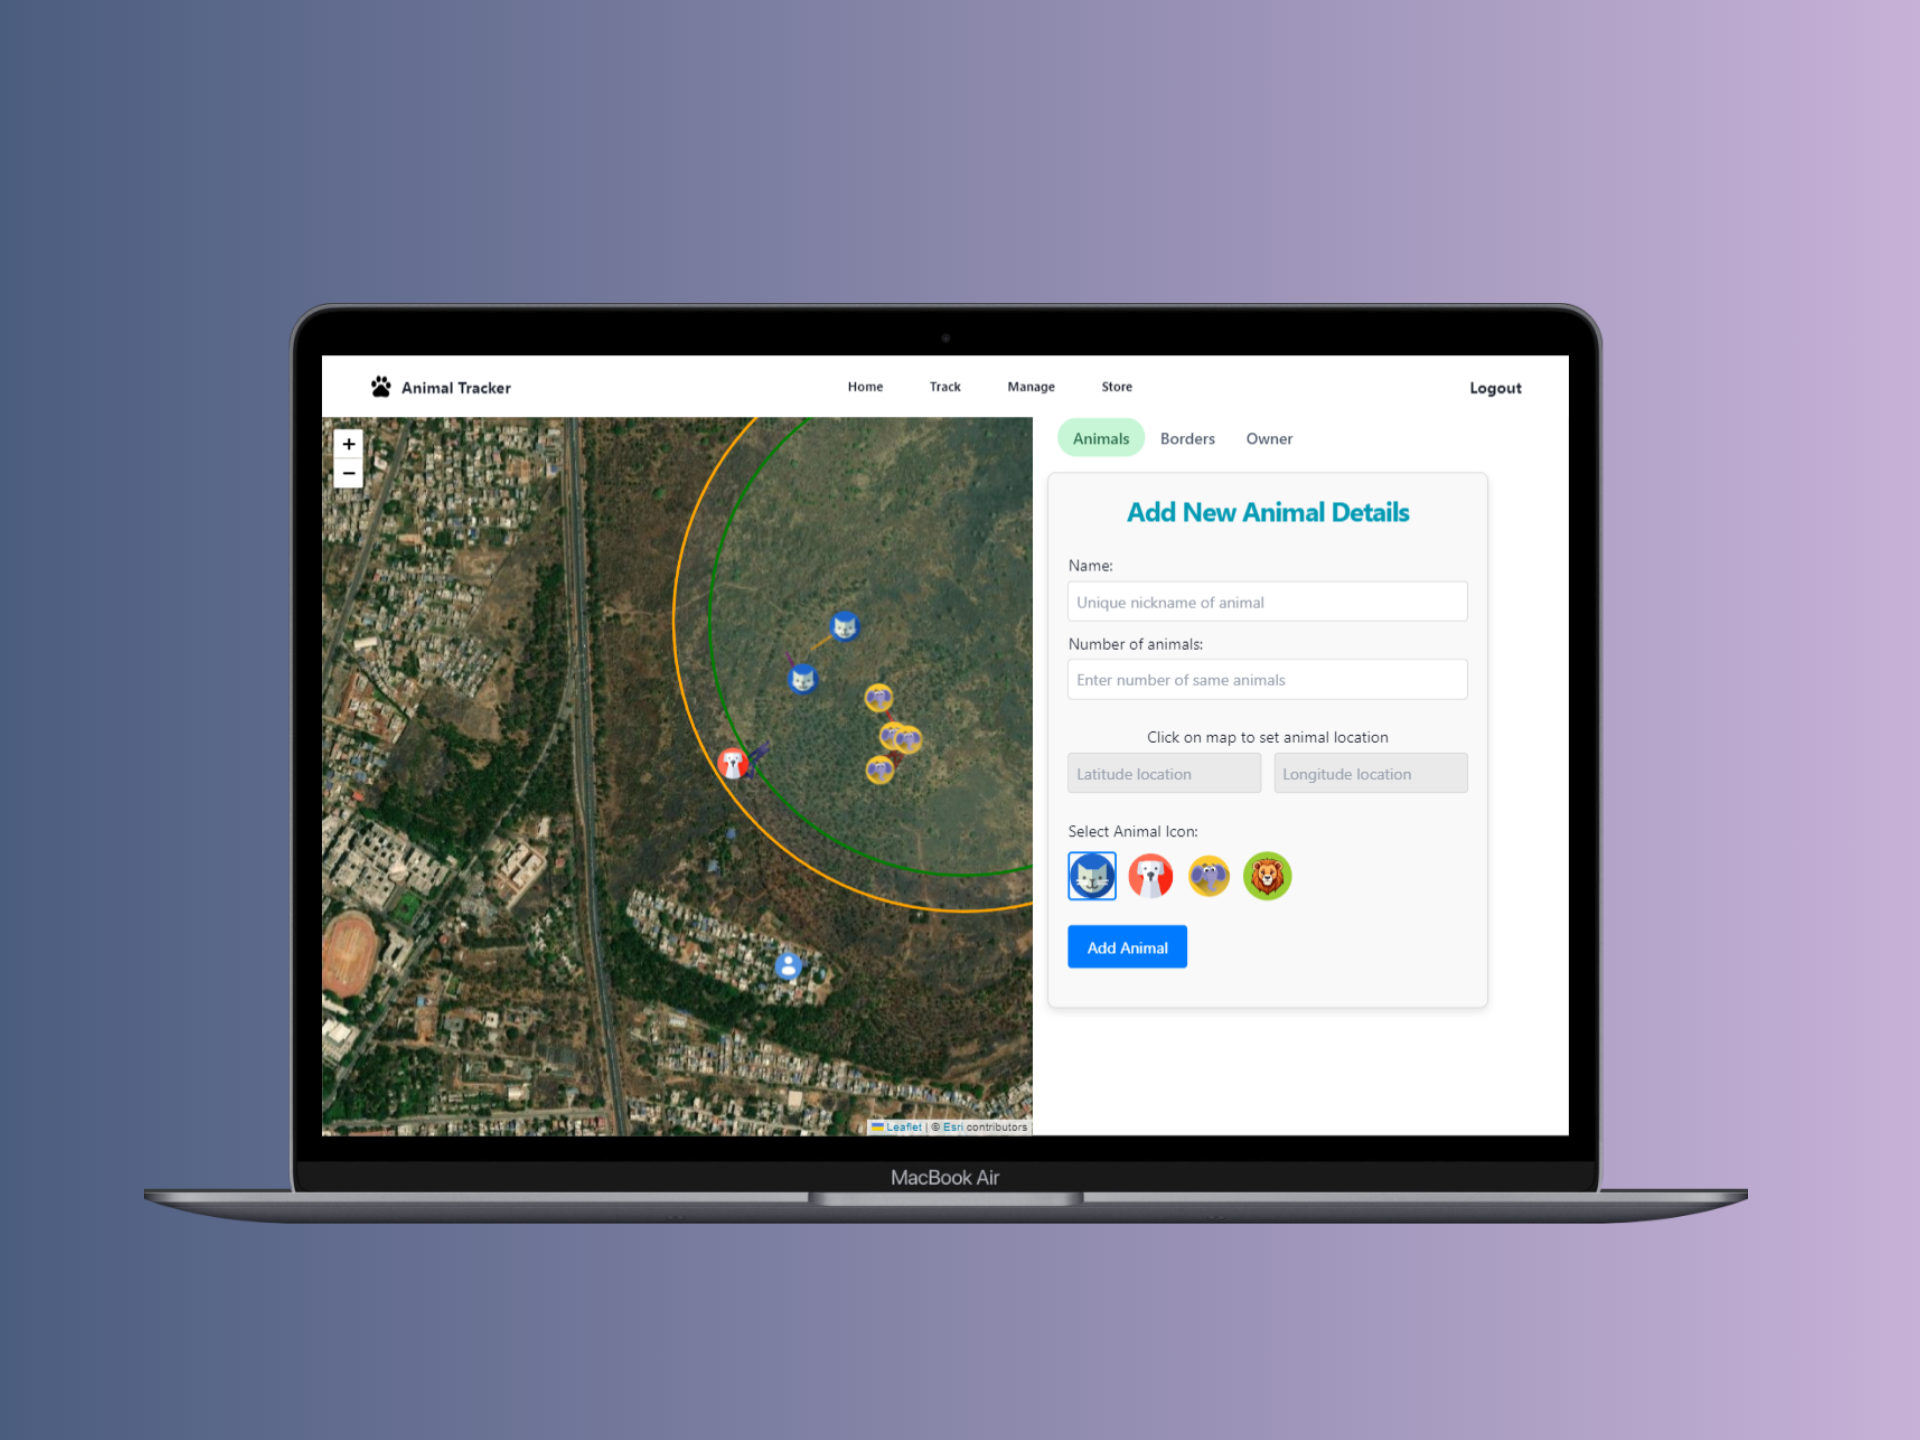 Animal Tracker
Home
Track
Manage
Store
Logout
+
−
Animals
Borders
Owner
Add New Animal Details
Name:
Unique nickname of animal
Number of animals:
Enter number of same animals
Click on map to set animal location
Latitude location
Longitude location
Select Animal Icon:
Add Animal
Leaflet | © Esri contributors
MacBook Air